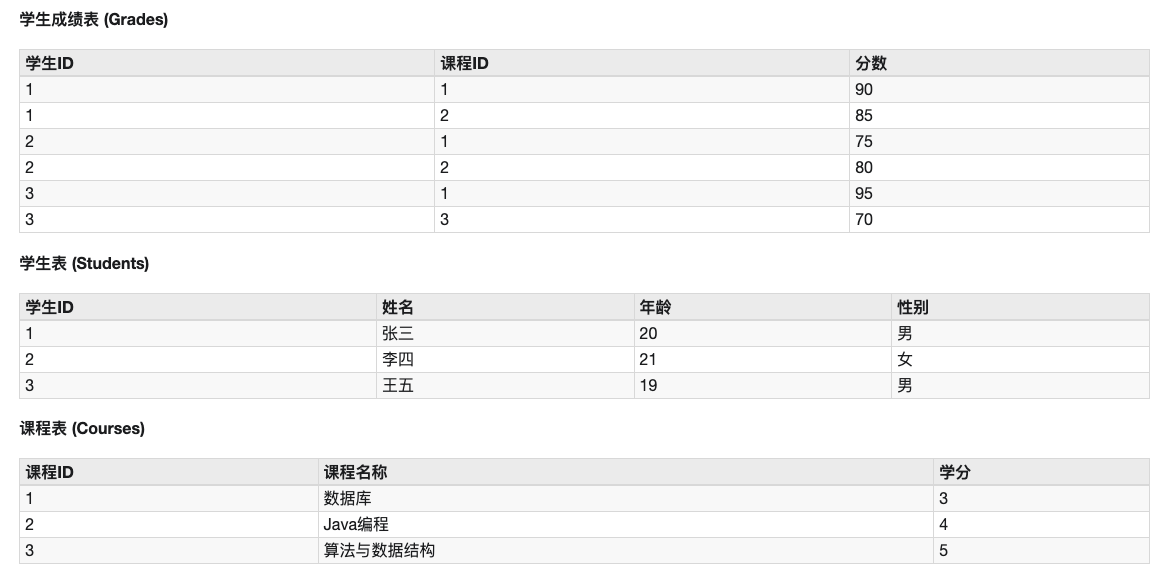 学生成绩表 (Grades)
学生ID 课程ID 分数
1 1 90
1 2 85
2 1 75
2 2 80
3 1 95
3 3 70
学生表 (Students)
学生ID 姓名 年龄 性别
1 张三 20 男
2 李四 21 女
3 王五 19 男
课程表 (Courses)
课程ID 课程名称 学分
1 数据库 3
2 Java编程 4
3 算法与数据结构 5